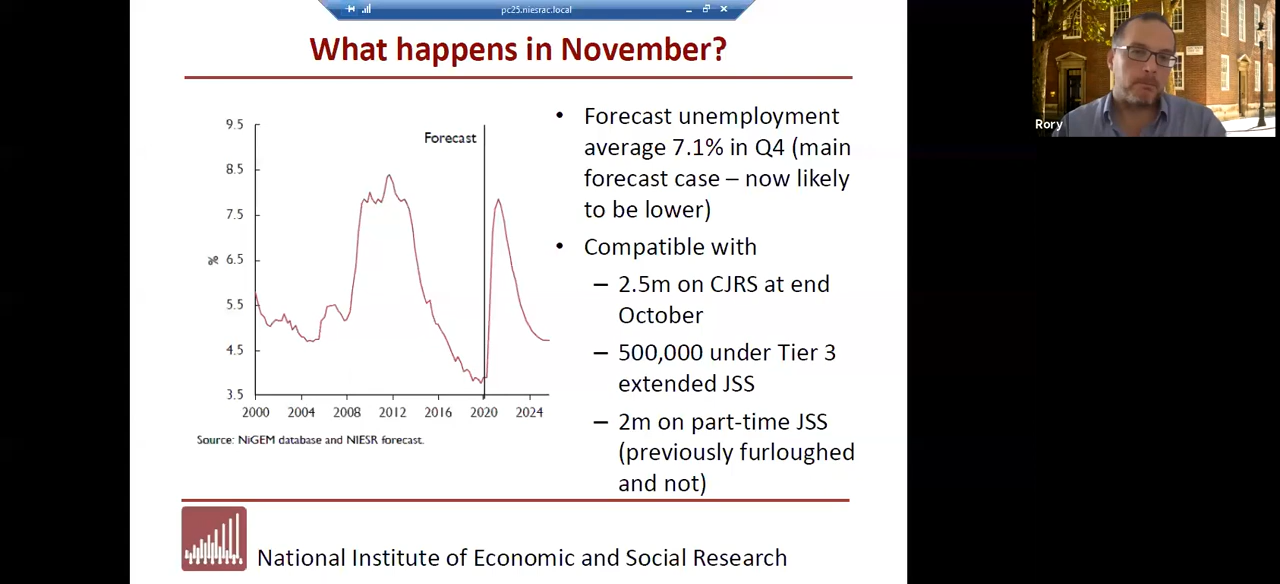 pc25.niesrac.local
What happens in November?
Forecast
9.5
8.5
7.5
6.5
5.5
4.5
3.5
%
2000 2004 2008 2012 2016 2020 2024
Source: NiGEM database and NIESR forecast.
• Forecast unemployment
average 7.1% in Q4 (main
forecast case – now likely
to be lower)
• Compatible with
– 2.5m on CJRS at end
October
– 500,000 under Tier 3
extended JSS
– 2m on part-time JSS
(previously furloughed
and not)
National Institute of Economic and Social Research
Rory